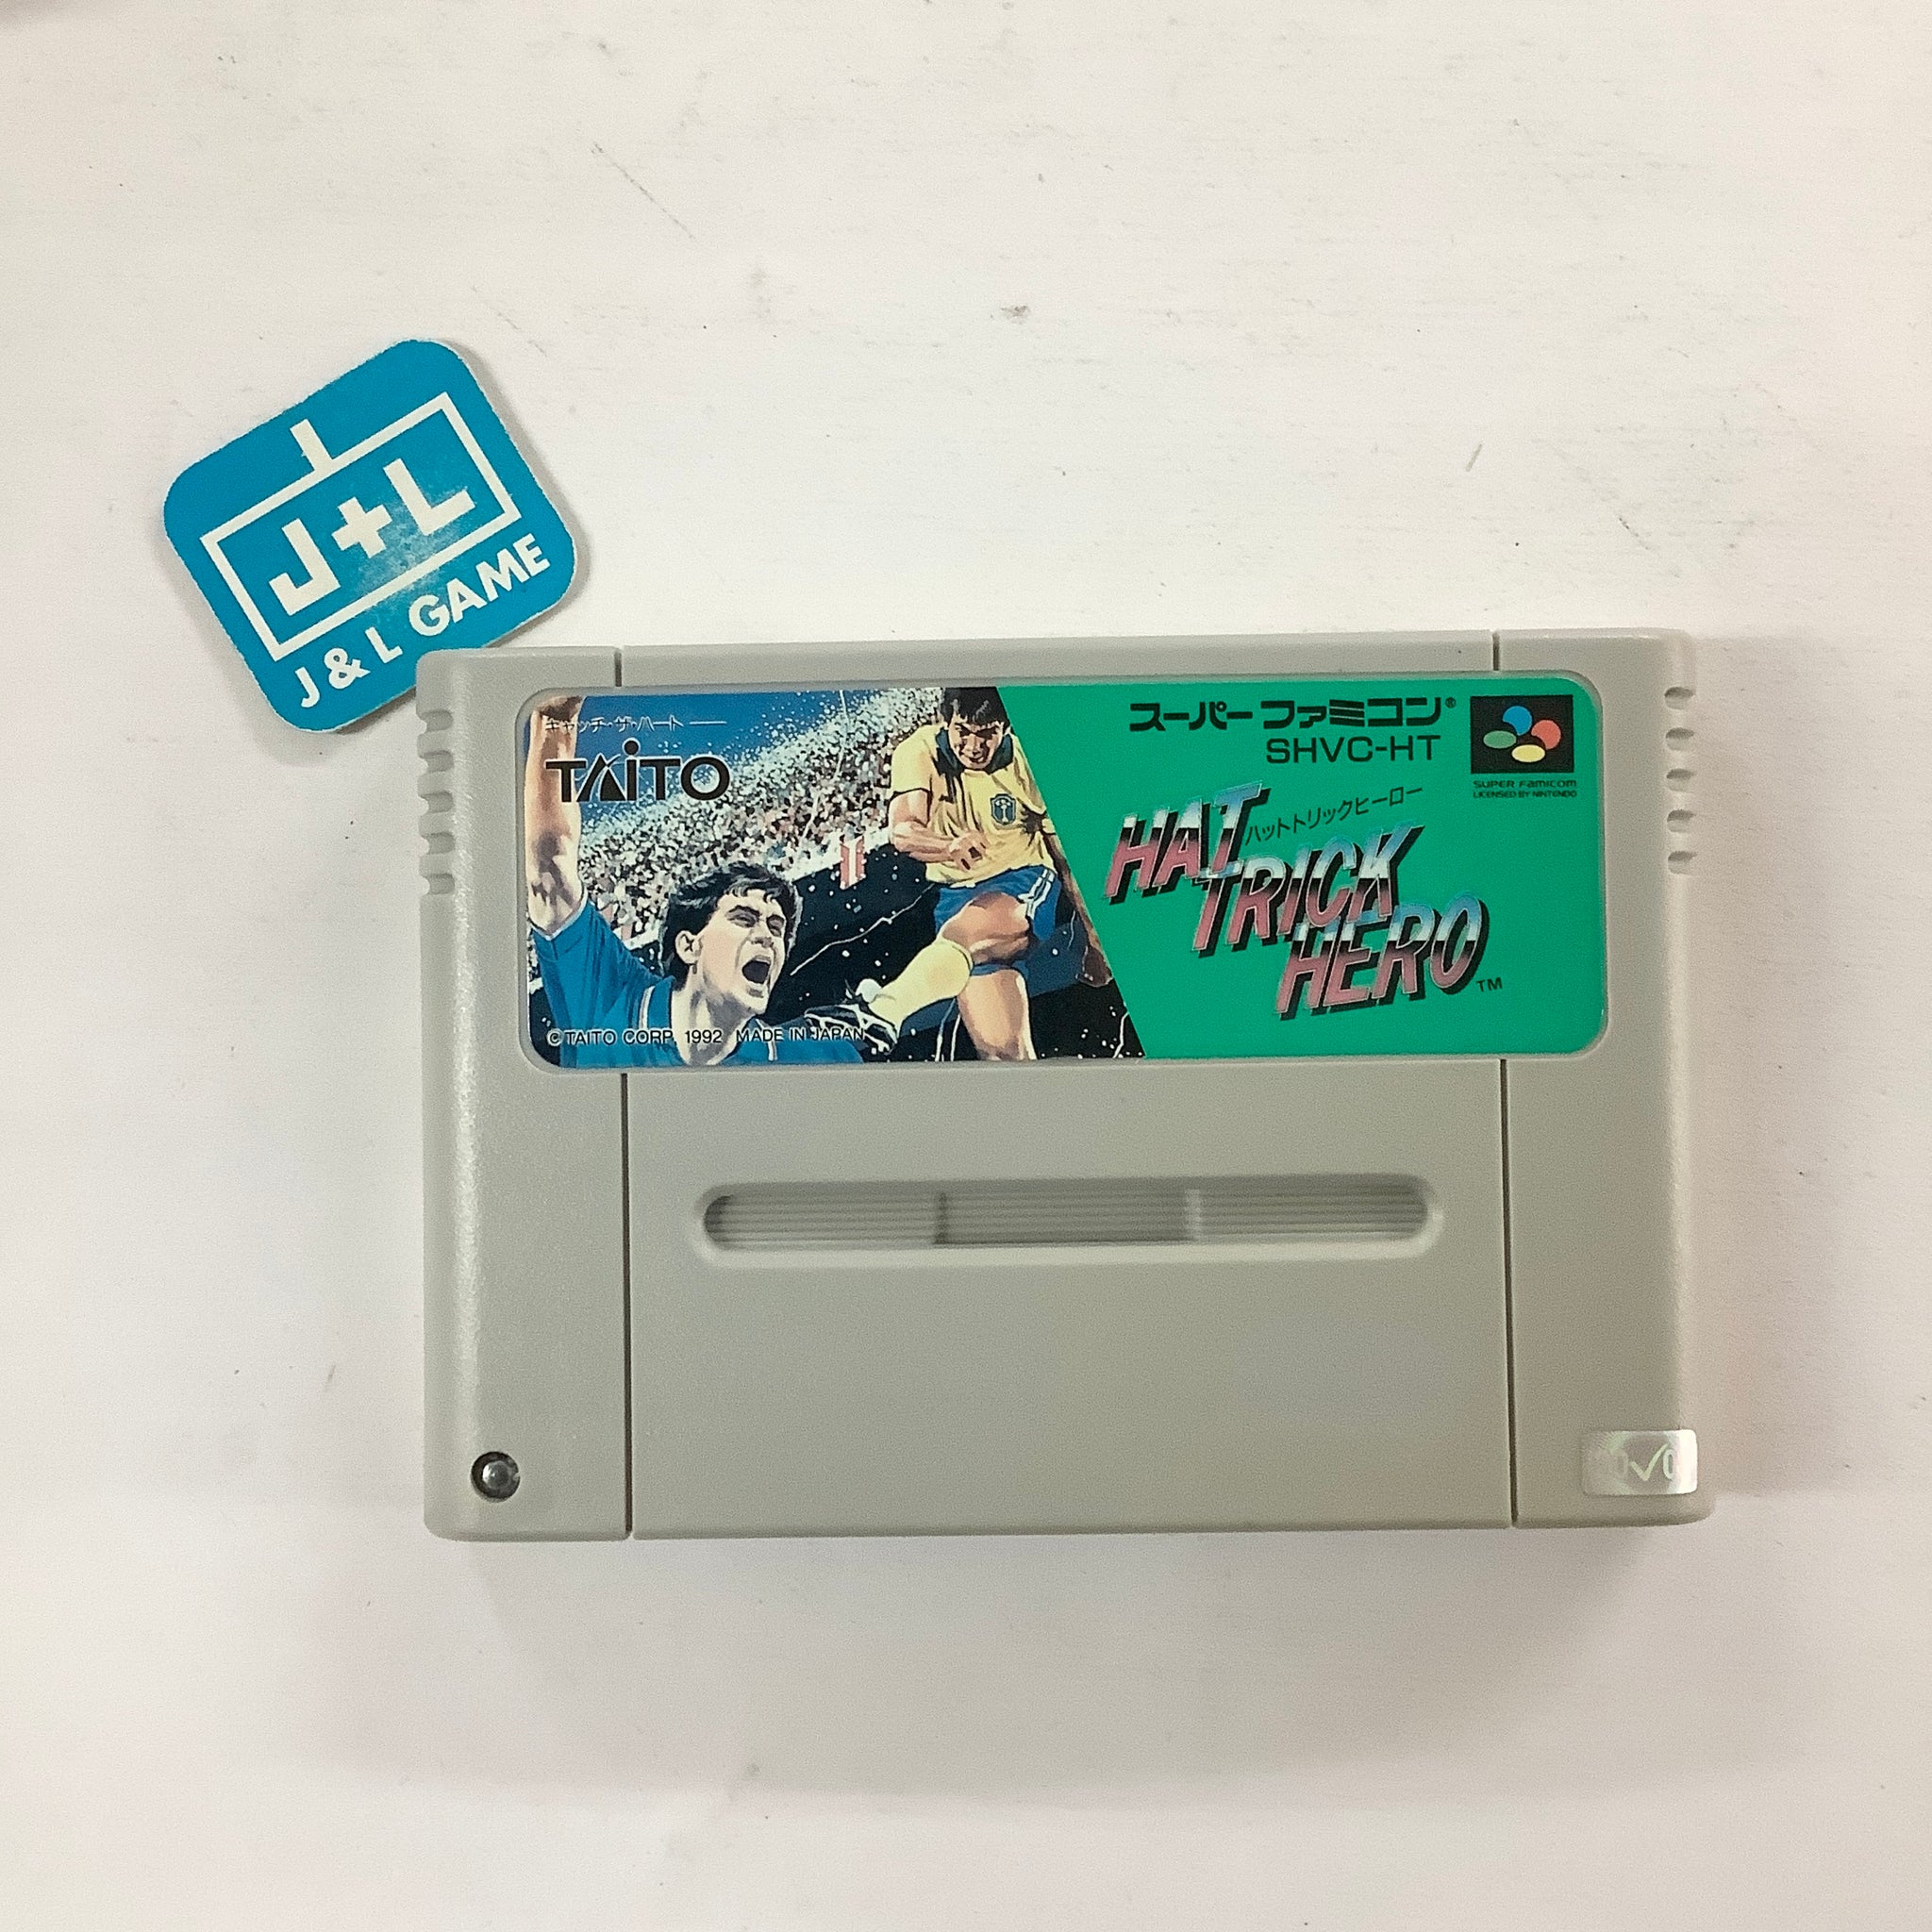 J+L
J & L GAME
キャッチ・ザ・ハート
TAITO
スーパーファミコン®
SHVC-HT
SUPER FAMICOM
LICENSED BY NINTENDO
ハットトリックヒーロー
HAT
TRICK
HERO™
© TAITO CORP. 1992 MADE IN JAPAN